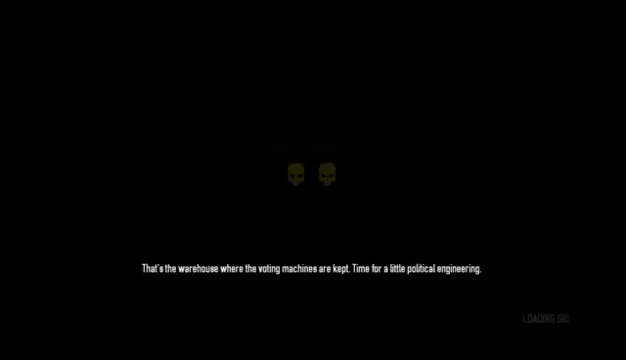 That's the warehouse where the voting machines are kept. Time for a little political engineering.